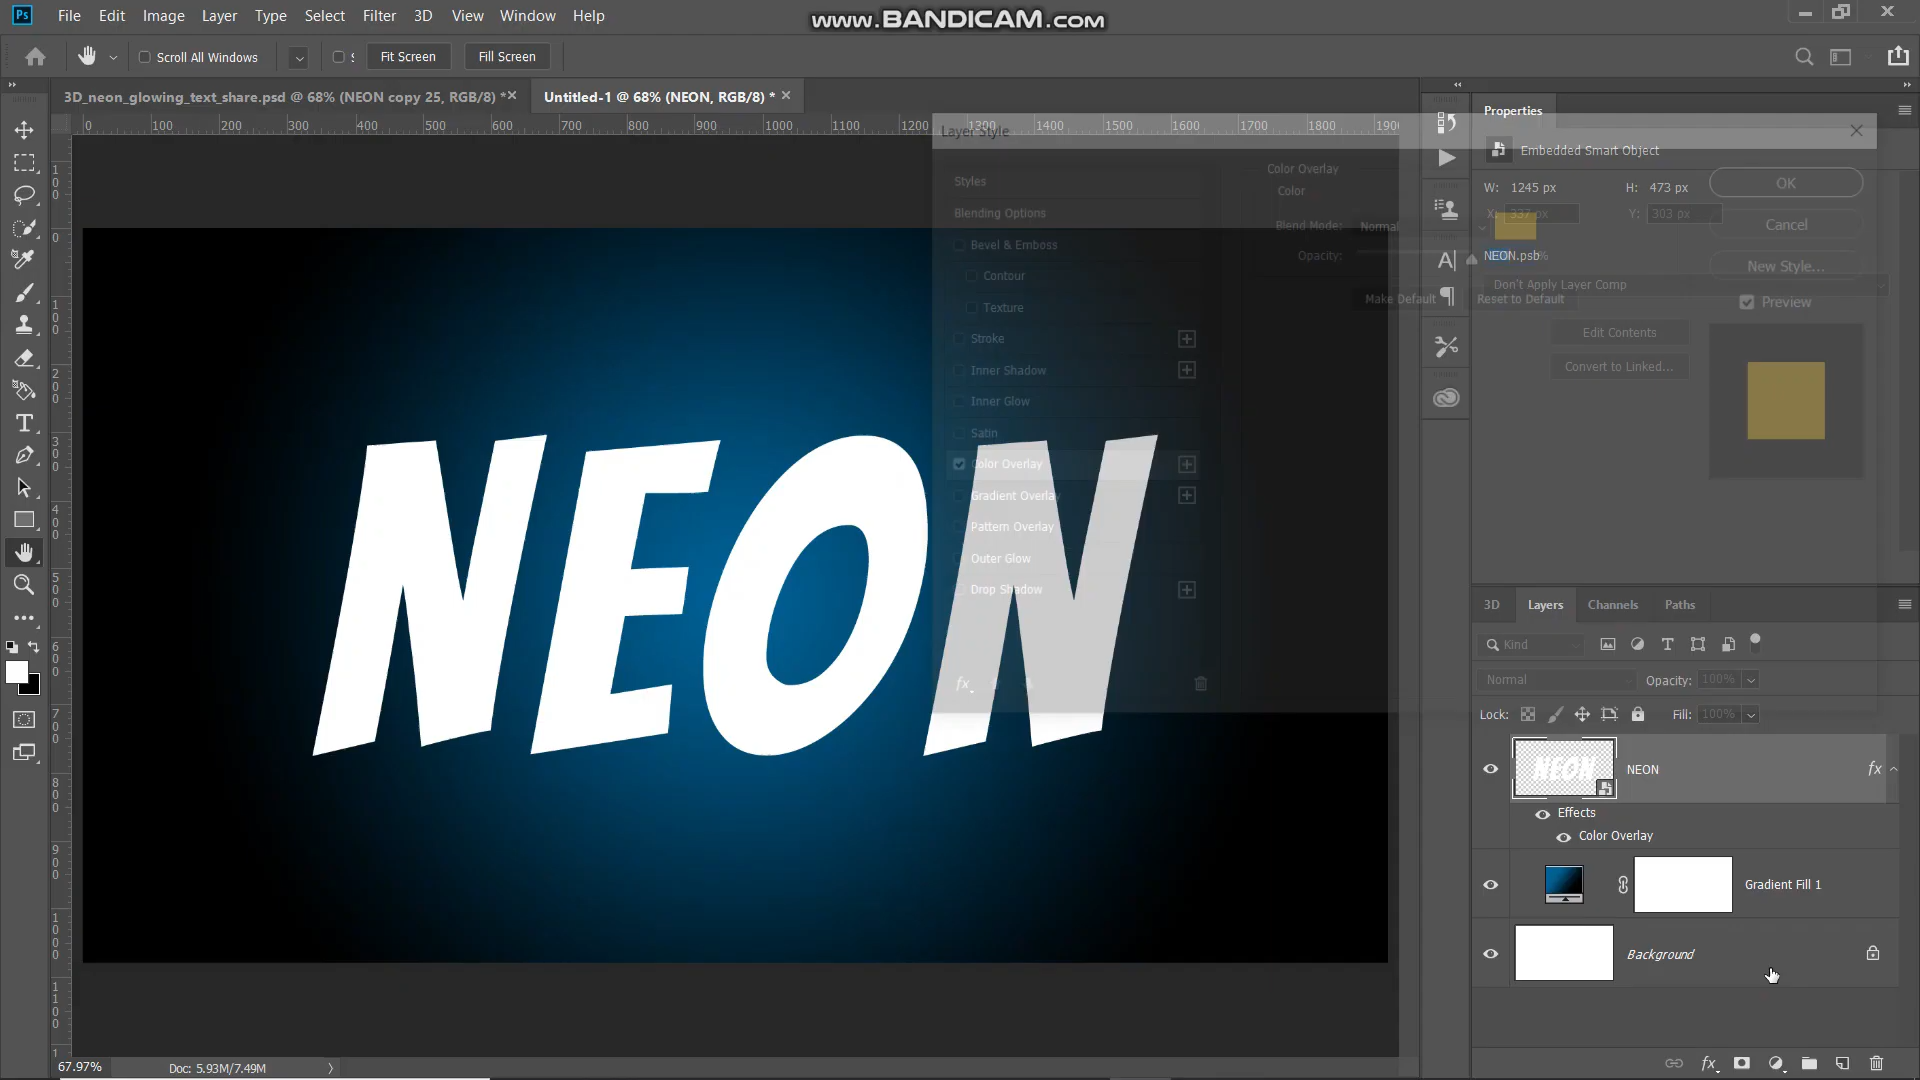 Ps File Edit Image Layer Type Select Filter 3D View Window Help
www.BANDICAM.com
Scroll All Windows
Fit Screen
Fill Screen
3D_neon_glowing_text_share.psd @ 68% (NEON copy 25, RGB/8) *
Untitled-1 @ 68% (NEON, RGB/8) *
0 100 200 300 400 500 600 700 800 900 1000 1100 1200 1300 1400 1500 1600 1700 1800 1900
NEON
Layer Style
Styles
Blending Options
Bevel & Emboss
Contour
Texture
Stroke
Inner Shadow
Inner Glow
Satin
Color Overlay
Gradient Overlay
Pattern Overlay
Outer Glow
Drop Shadow
fx
Color Overlay
Color
Blend Mode: Normal
Opacity:
Make Default
Reset to Default
OK
Cancel
New Style...
Preview
Properties
Embedded Smart Object
W: 1245 px H: 473 px
X: 337 px Y: 303 px
NEON.psb
Don't Apply Layer Comp
Edit Contents
Convert to Linked...
3D Layers Channels Paths
Kind
Normal Opacity: 100%
Lock: Fill: 100%
NEON
NEON fx
Effects
Color Overlay
Gradient Fill 1
Background
fx
67.97% Doc: 5.93M/7.49M